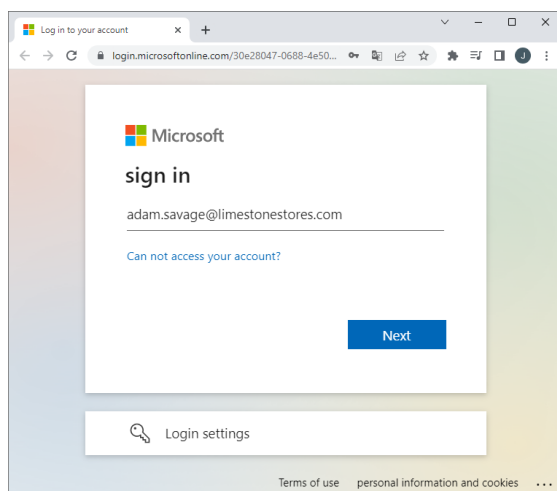 Log in to your account
login.microsoftonline.com/30e28047-0688-4e50...
J
Microsoft
sign in
adam.savage@limestonestores.com
Can not access your account?
Next
Login settings
Terms of use personal information and cookies ...